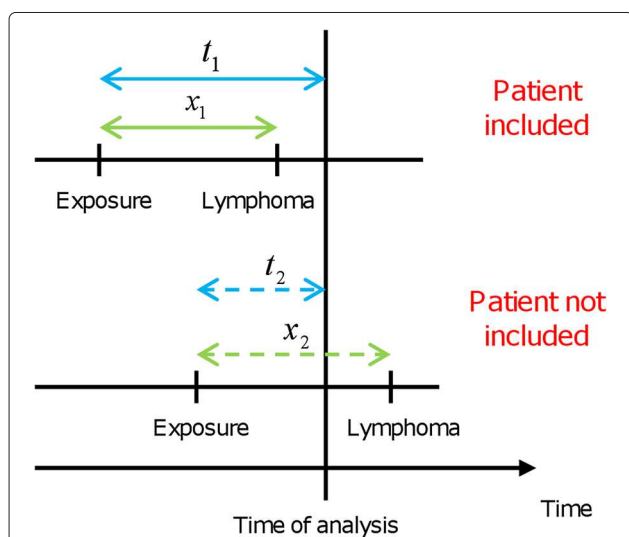 t1
Patient
included
x1
Exposure
Lymphoma
t2
Patient not
included
x2
Exposure
Lymphoma
Time
Time of analysis